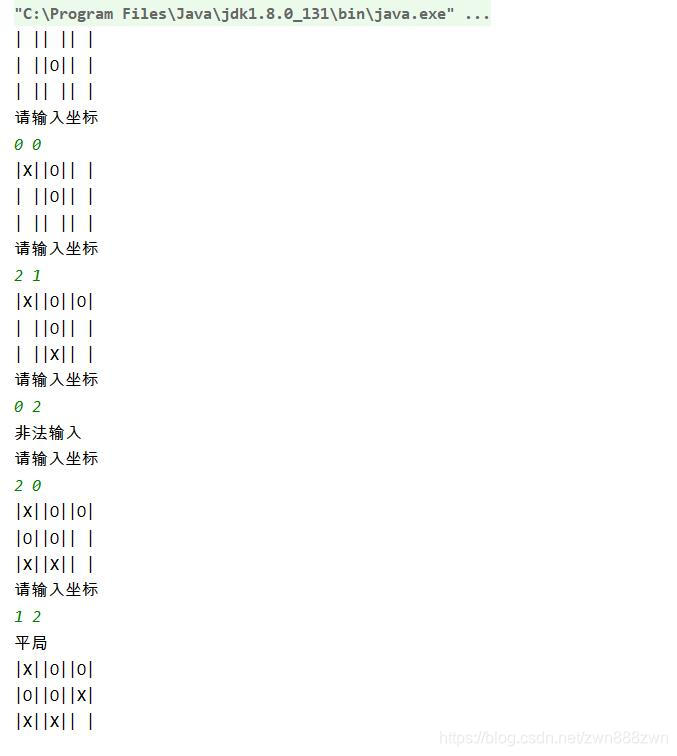 "C:\Program Files\Java\jdk1.8.0_131\bin\java.exe" ...
| || || |
| ||O|| |
| || || |
请输入坐标
0 0
|X||O|| |
| ||O|| |
| || || |
请输入坐标
2 1
|X||O||O|
| ||O|| |
| ||X|| |
请输入坐标
0 2
非法输入
请输入坐标
2 0
|X||O||O|
|O||O|| |
|X||X|| |
请输入坐标
1 2
平局
|X||O||O|
|O||O||X|
|X||X|| |
https://blog.csdn.net/zwn888zwn